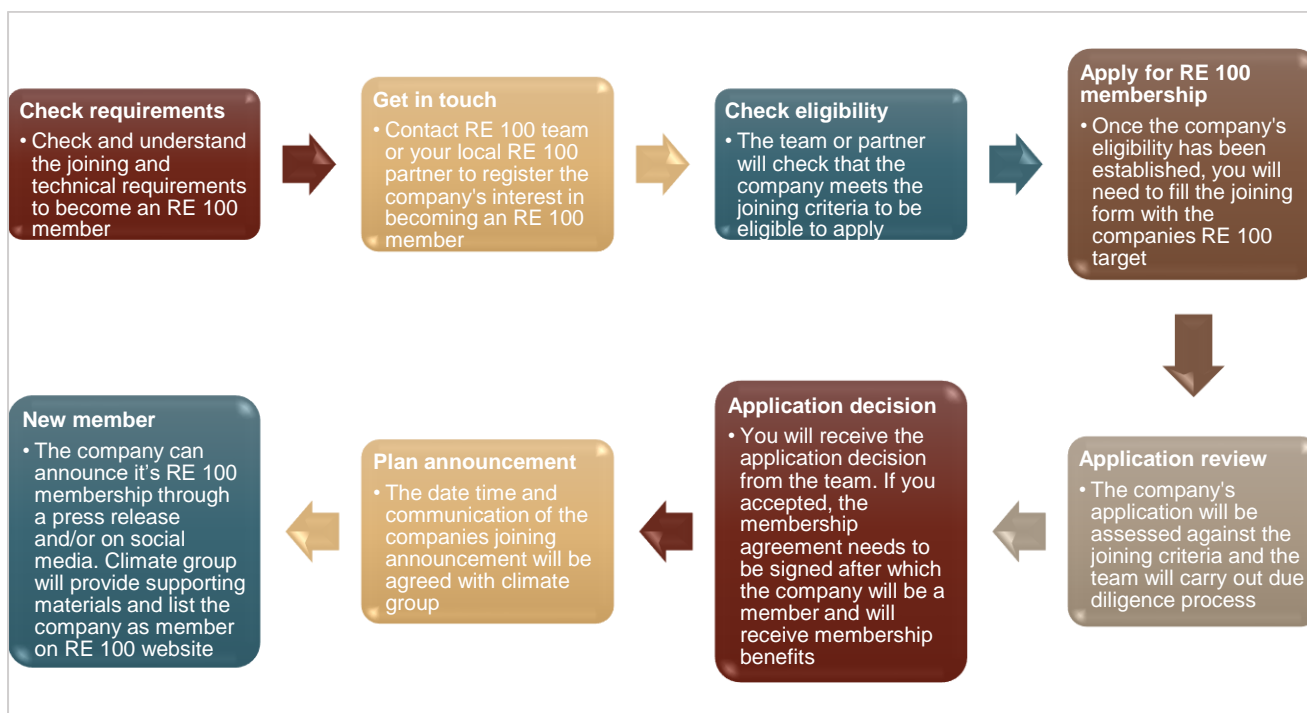 Check requirements
• Check and understand
the joining and
technical requirements
to become an RE 100
member
Get in touch
• Contact RE 100 team
or your local RE 100
partner to register the
company's interest in
becoming an RE 100
member
Check eligibility
• The team or partner
will check that the
company meets the
joining criteria to be
eligible to apply
Apply for RE 100
membership
• Once the company's
eligibility has been
established, you will
need to fill the joining
form with the
companies RE 100
target
Application review
• The company's
application will be
assessed against the
joining criteria and the
team will carry out due
diligence process
Application decision
• You will receive the
application decision
from the team. If you
accepted, the
membership
agreement needs to
be signed after which
the company will be a
member and will
receive membership
benefits
Plan announcement
• The date time and
communication of the
companies joining
announcement will be
agreed with climate
group
New member
• The company can
announce it's RE 100
membership through
a press release
and/or on social
media. Climate group
will provide supporting
materials and list the
company as member
on RE 100 website